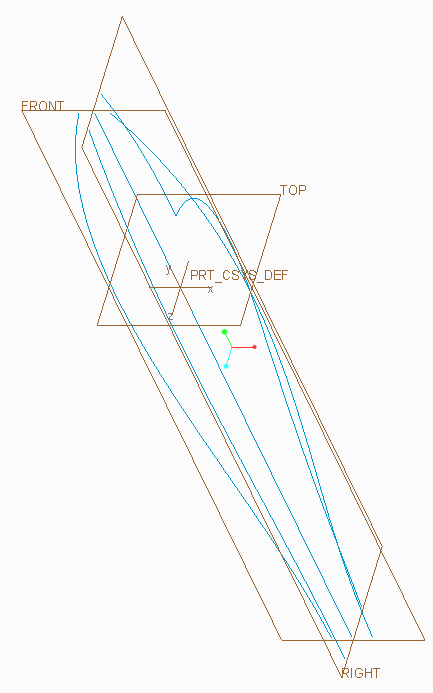 FRONT
TOP
y
PRT_CSYS_DEF
x
z
RIGHT